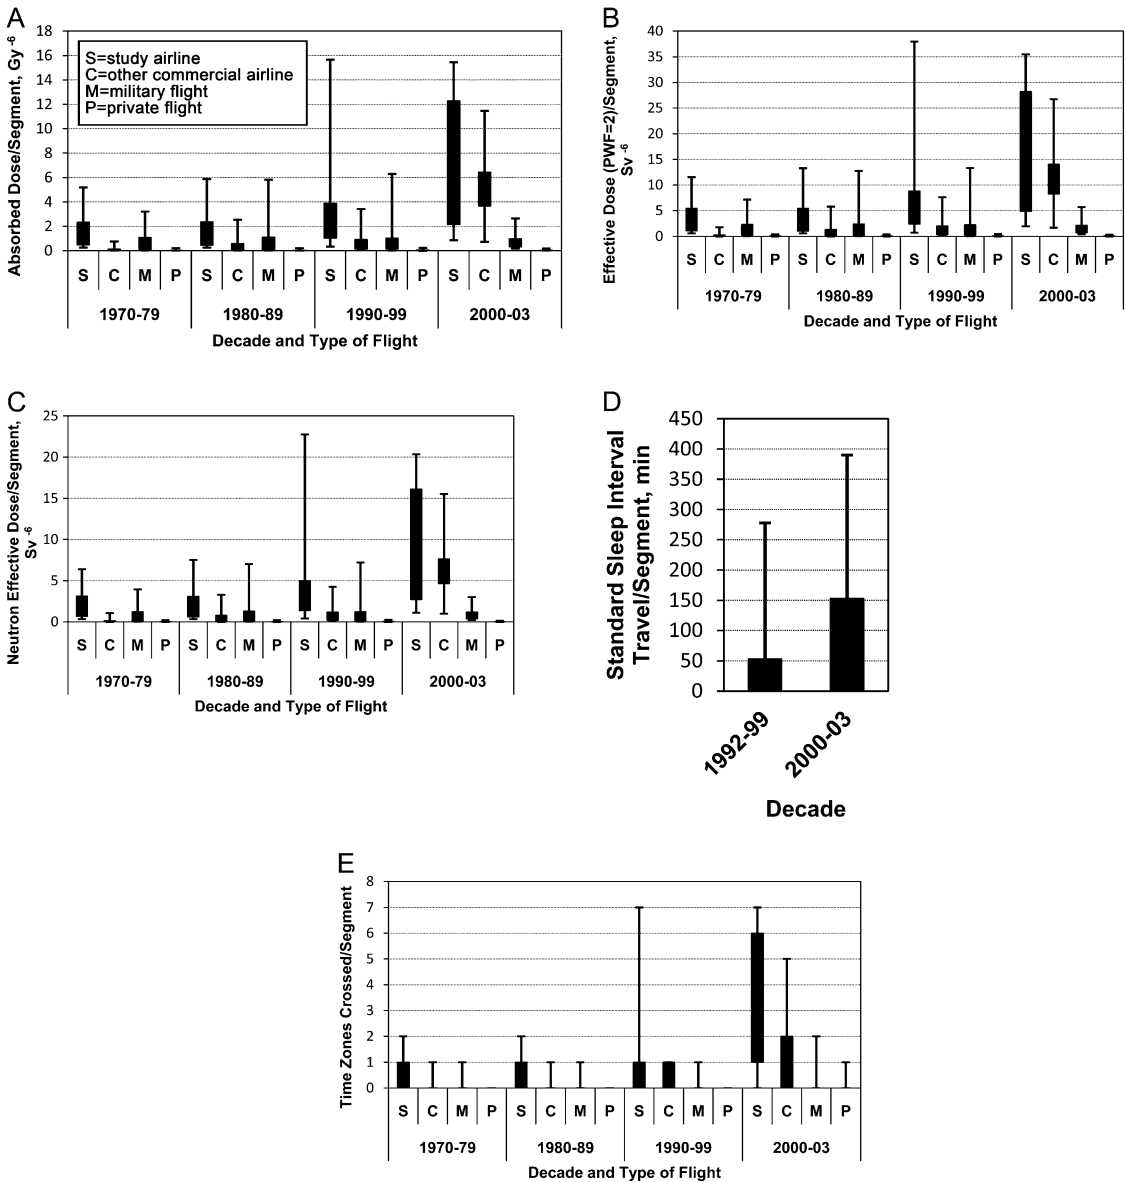 A
Absorbed Dose/Segment, Gy -6
18
16
14
12
10
8
6
4
2
0
S=study airline
C=other commercial airline
M=military flight
P=private flight
S C M P S C M P S C M P S C M P
1970-79 1980-89 1990-99 2000-03
Decade and Type of Flight
B
Effective Dose (PWF=2)/Segment,
Sv -6
40
35
30
25
20
15
10
5
0
S C M P S C M P S C M P S C M P
1970-79 1980-89 1990-99 2000-03
Decade and Type of Flight
C
Neutron Effective Dose/Segment,
Sv -6
25
20
15
10
5
0
S C M P S C M P S C M P S C M P
1970-79 1980-89 1990-99 2000-03
Decade and Type of Flight
D
Standard Sleep Interval
Travel/Segment, min
450
400
350
300
250
200
150
100
50
0
1992-99 2000-03
Decade
E
Time Zones Crossed/Segment
8
7
6
5
4
3
2
1
0
S C M P S C M P S C M P S C M P
1970-79 1980-89 1990-99 2000-03
Decade and Type of Flight